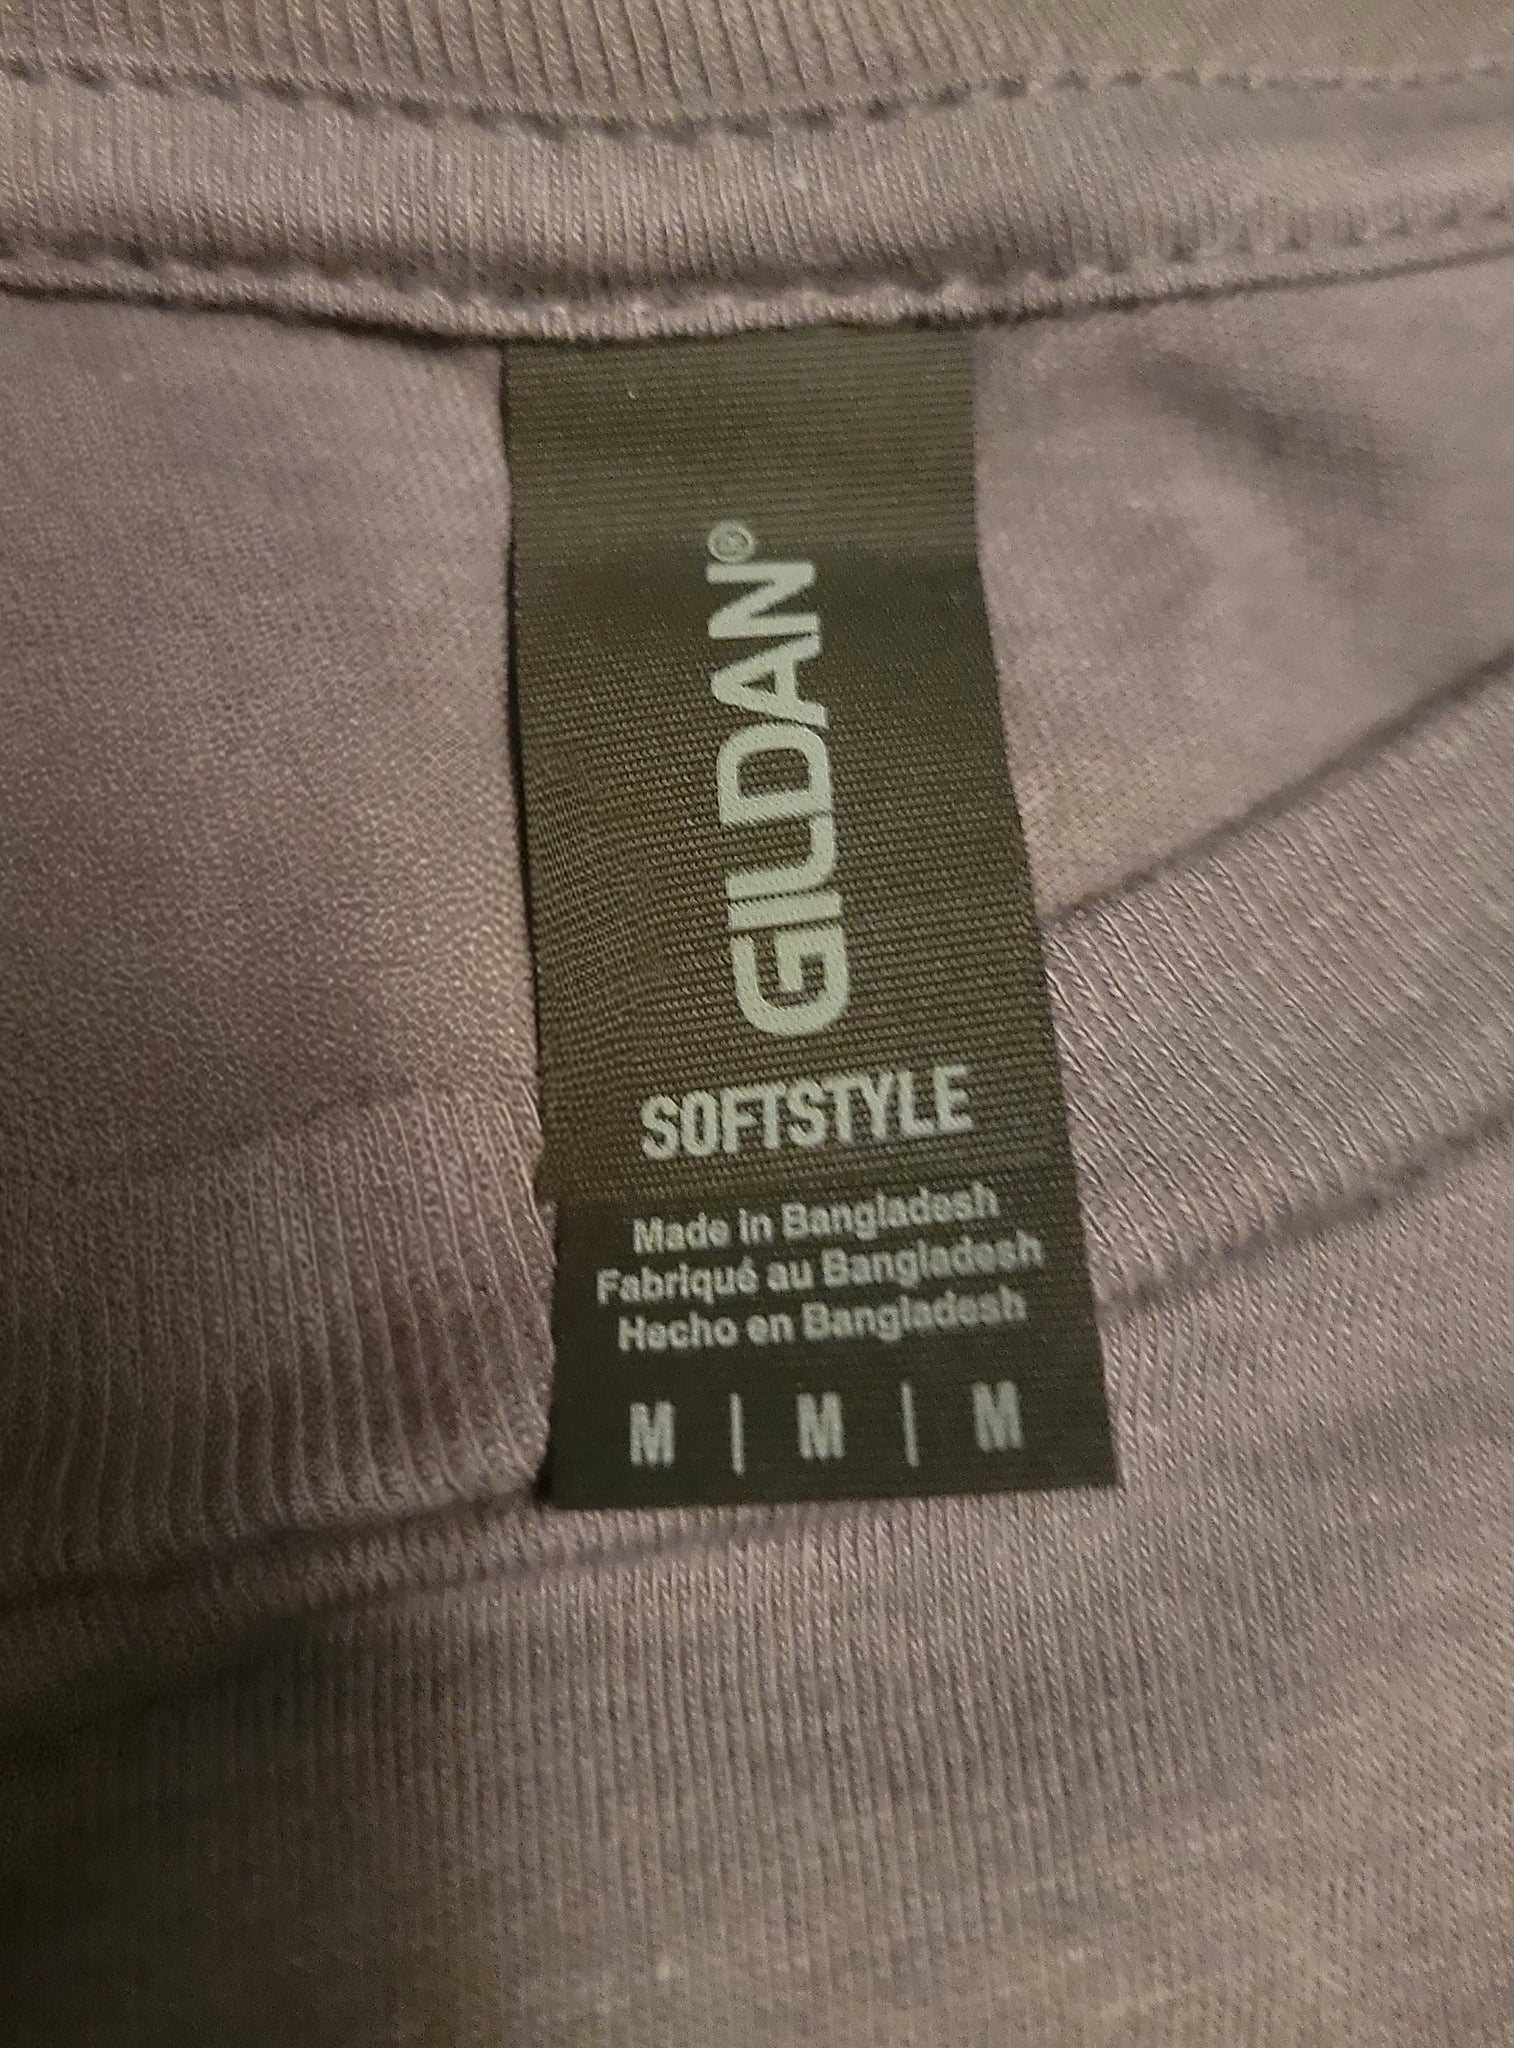 GILDAN®
SOFTSTYLE
Made in Bangladesh
Fabriqué au Bangladesh
Hecho en Bangladesh
M | M | M